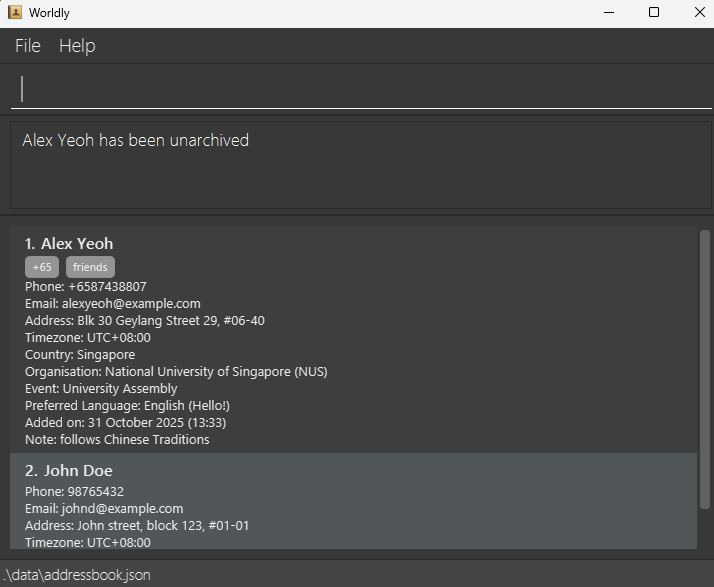 Worldly
File Help
Alex Yeoh has been unarchived
1. Alex Yeoh
+65 friends
Phone: +6587438807
Email: alexyeoh@example.com
Address: Blk 30 Geylang Street 29, #06-40
Timezone: UTC+08:00
Country: Singapore
Organisation: National University of Singapore (NUS)
Event: University Assembly
Preferred Language: English (Hello!)
Added on: 31 October 2025 (13:33)
Note: follows Chinese Traditions
2. John Doe
Phone: 98765432
Email: johnd@example.com
Address: John street, block 123, #01-01
Timezone: UTC+08:00
.\data\addressbook.json